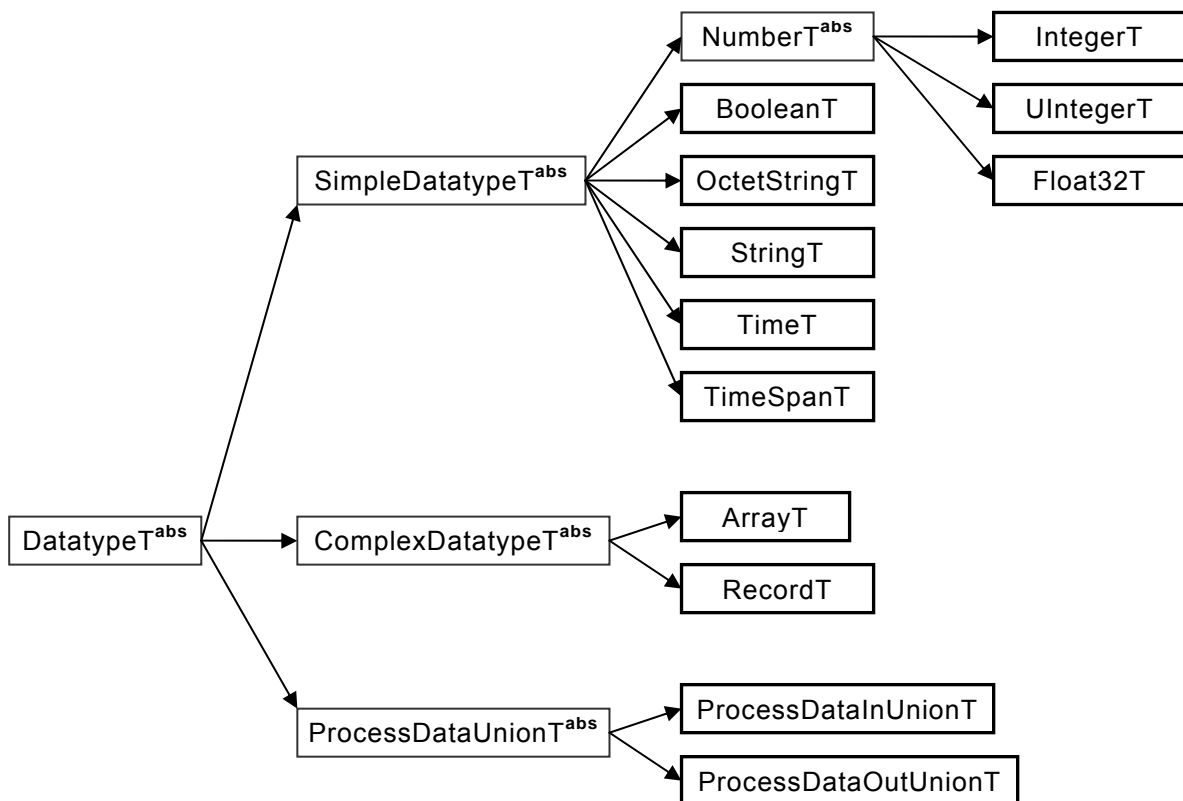 NumberT^abs
IntegerT
BooleanT
UIntegerT
SimpleDatatypeT^abs
OctetStringT
Float32T
StringT
TimeT
TimeSpanT
DatatypeT^abs
ComplexDatatypeT^abs
ArrayT
RecordT
ProcessDataUnionT^abs
ProcessDataInUnionT
ProcessDataOutUnionT